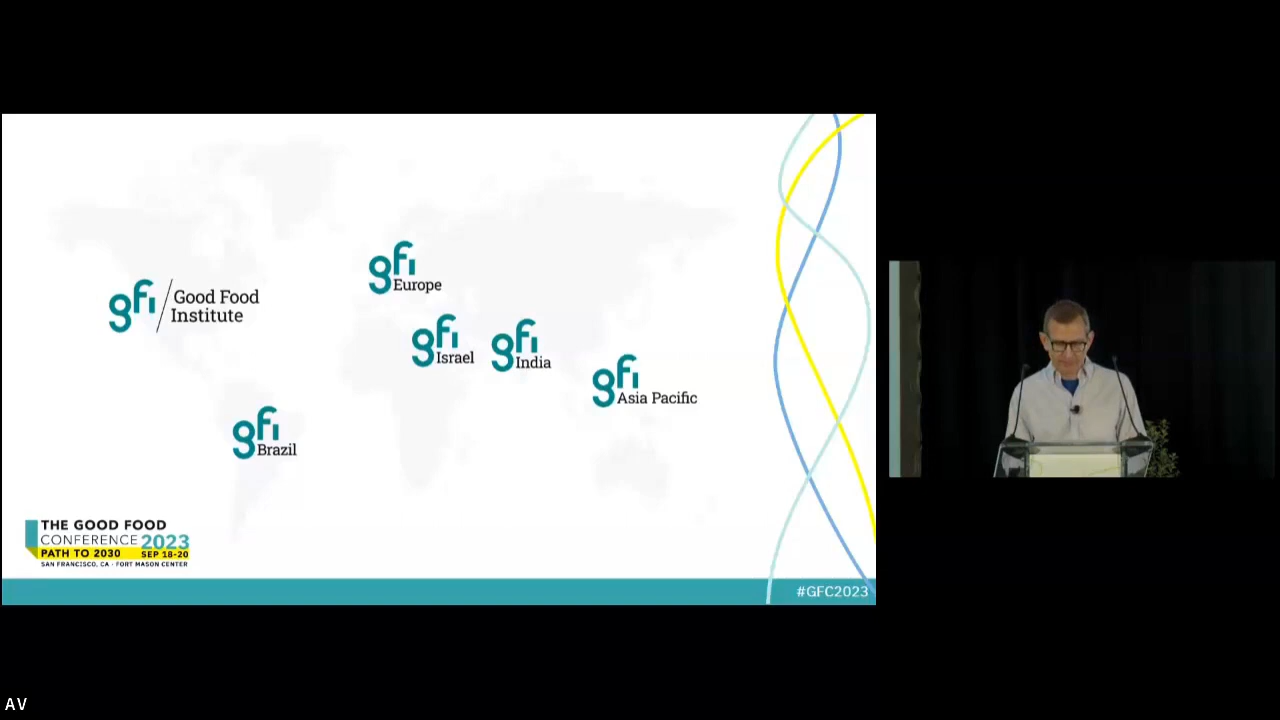 gfi
Good Food
Institute
gfi
Europe
gfi
Israel
gfi
India
gfi
Asia Pacific
gfi
Brazil
THE GOOD FOOD
CONFERENCE 2023
PATH TO 2030 SEP 18-20
SAN FRANCISCO, CA - FORT MASON CENTER
#GFC2023
AV